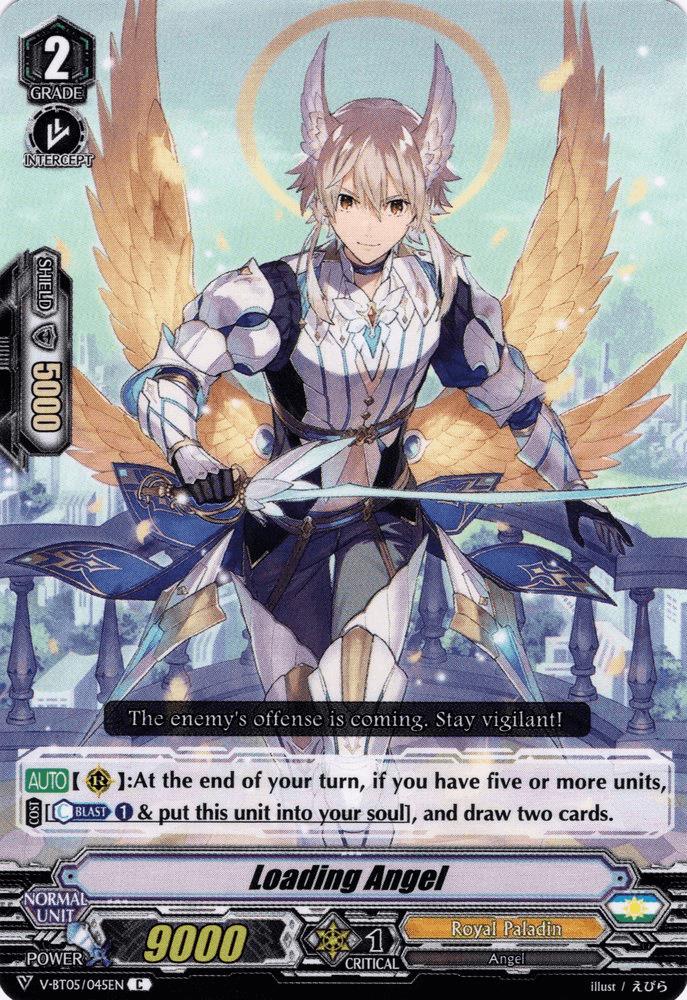 2
GRADE
INTERCEPT
SHIELD
5000
The enemy's offense is coming. Stay vigilant!
AUTO【 R 】:At the end of your turn, if you have five or more units,
COST [C BLAST 1 & put this unit into your soul], and draw two cards.
Loading Angel
NORMAL
UNIT
POWER
9000
1
CRITICAL
Royal Paladin
Angel
V-BT05/045EN C
illust / えびら